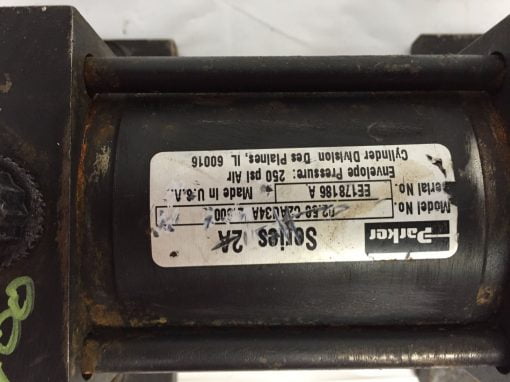 Parker
Series 2A
Model No.
Serial No. EE178186 A Made in U.S.A.
Envelope Pressure: 250 psi Air
Cylinder Division Des Plaines, IL 60016